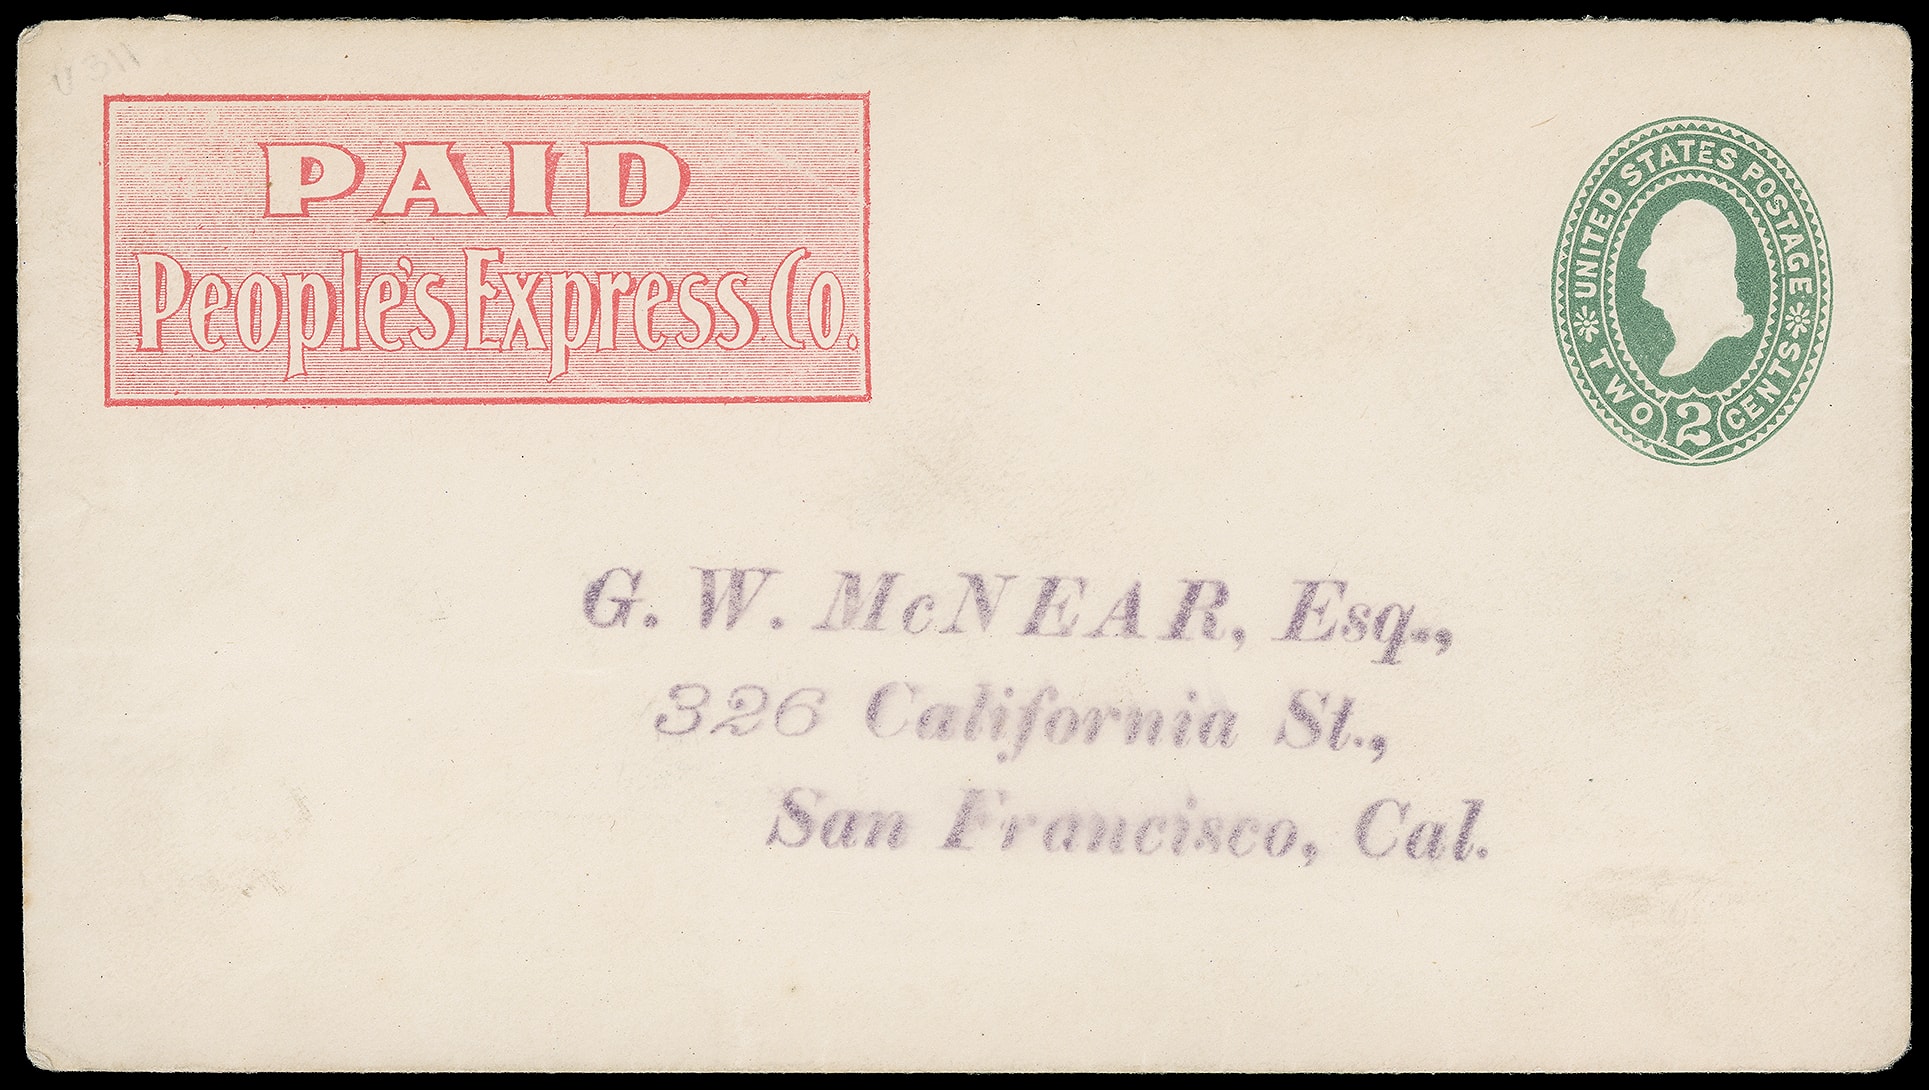 PAID
People's Express Co.
UNITED STATES POSTAGE
TWO 2 CENTS
G. W. McNEAR, Esq.,
326 California St.,
San Francisco, Cal.